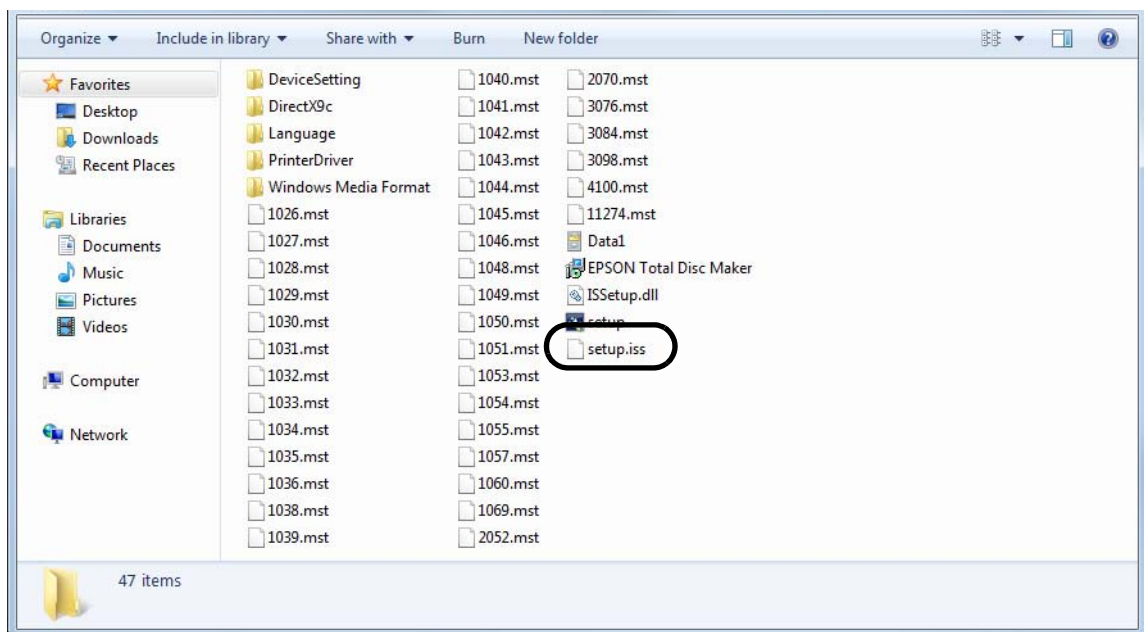 Organize Include in library Share with Burn New folder
Favorites
Desktop
Downloads
Recent Places
Libraries
Documents
Music
Pictures
Videos
Computer
Network
DeviceSetting
DirectX9c
Language
PrinterDriver
Windows Media Format
1026.mst
1027.mst
1028.mst
1029.mst
1030.mst
1031.mst
1032.mst
1033.mst
1034.mst
1035.mst
1036.mst
1038.mst
1039.mst
1040.mst
1041.mst
1042.mst
1043.mst
1044.mst
1045.mst
1046.mst
1048.mst
1049.mst
1050.mst
1051.mst
1053.mst
1054.mst
1055.mst
1057.mst
1060.mst
1069.mst
2052.mst
2070.mst
3076.mst
3084.mst
3098.mst
4100.mst
11274.mst
Data1
EPSON Total Disc Maker
ISSetup.dll
setup
setup.iss
47 items